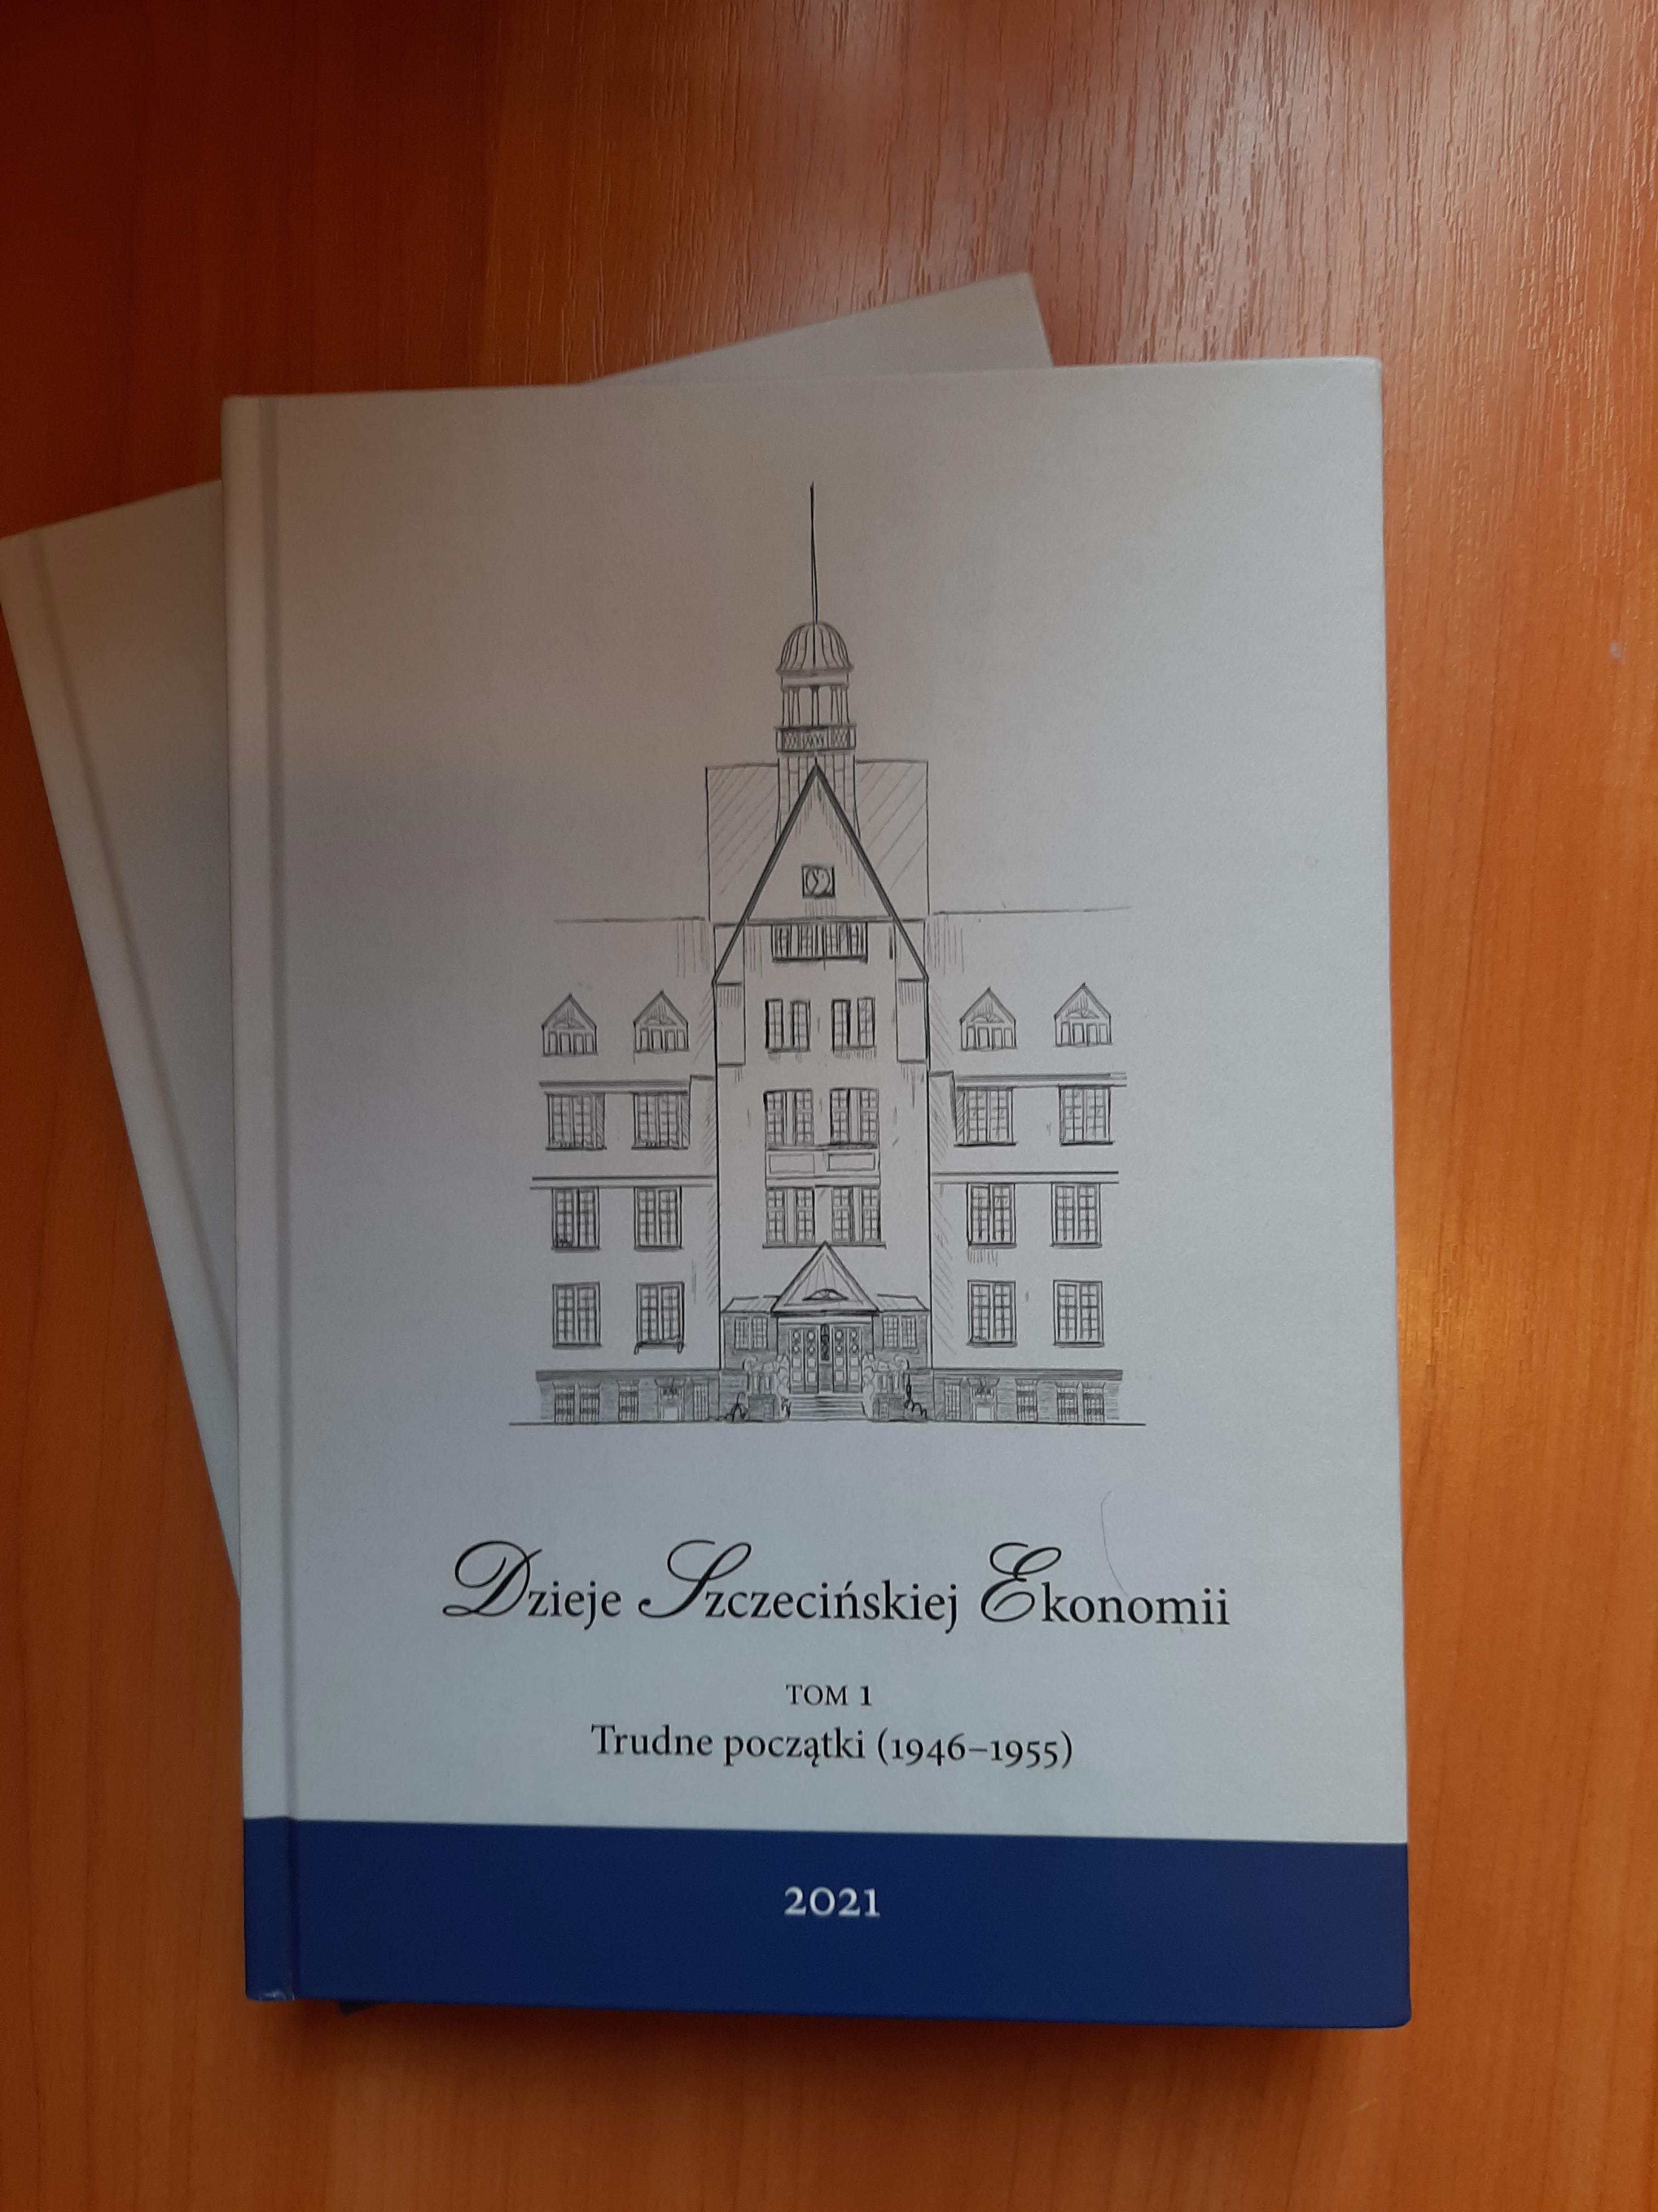 Dzieje Szczecińskiej Ekonomii
TOM 1
Trudne początki (1946–1955)
2021